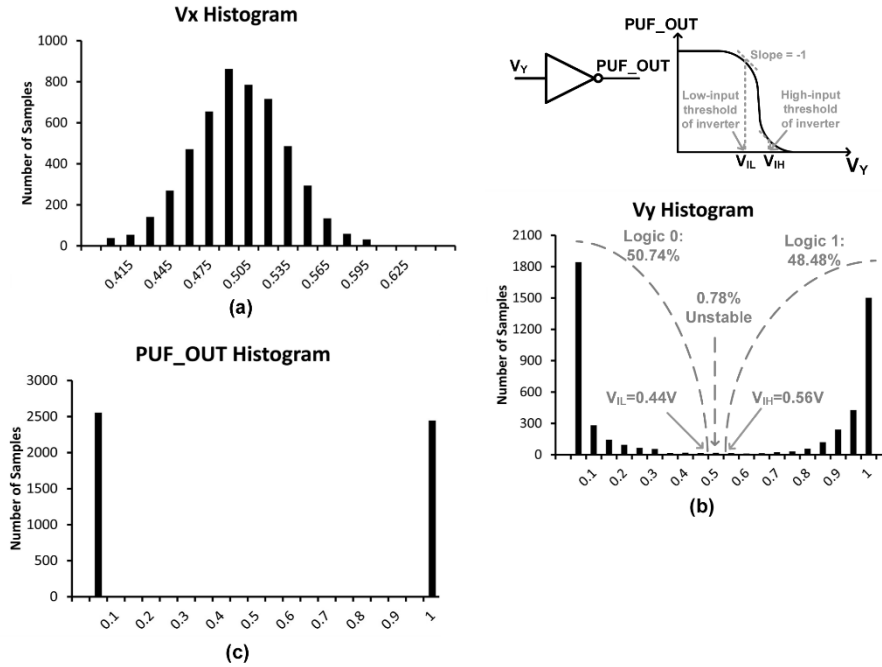 Vx Histogram
Number of Samples
1000
800
600
400
200
0
0.415
0.445
0.475
0.505
0.535
0.565
0.595
0.625
(a)
PUF_OUT
V_Y
PUF_OUT
Slope = -1
Low-input
threshold
of inverter
High-input
threshold
of inverter
V_IL
V_IH
V_Y
Vy Histogram
Number of Samples
2100
1800
1500
1200
900
600
300
0
Logic 0:
50.74%
Logic 1:
48.48%
0.78%
Unstable
V_IL=0.44V
V_IH=0.56V
0.1
0.2
0.3
0.4
0.5
0.6
0.7
0.8
0.9
1
(b)
PUF_OUT Histogram
Number of Samples
3000
2500
2000
1500
1000
500
0
0.1
0.2
0.3
0.4
0.5
0.6
0.7
0.8
0.9
1
(c)